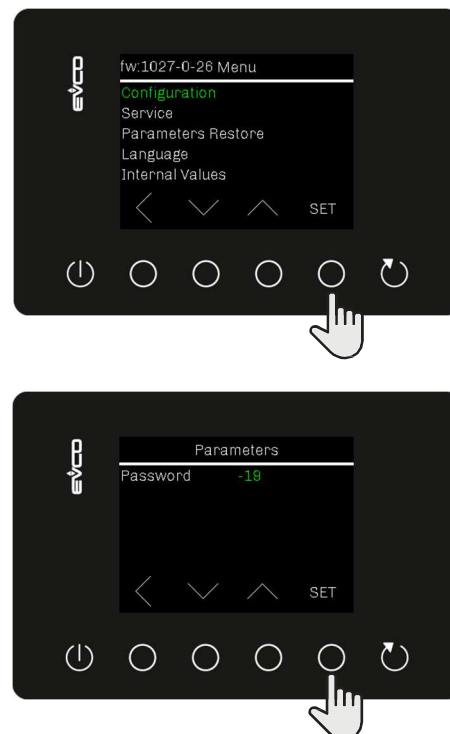 evco
fw:1027-0-26 Menu
Configuration
Service
Parameters Restore
Language
Internal Values
SET
evco
Parameters
Password -19
SET